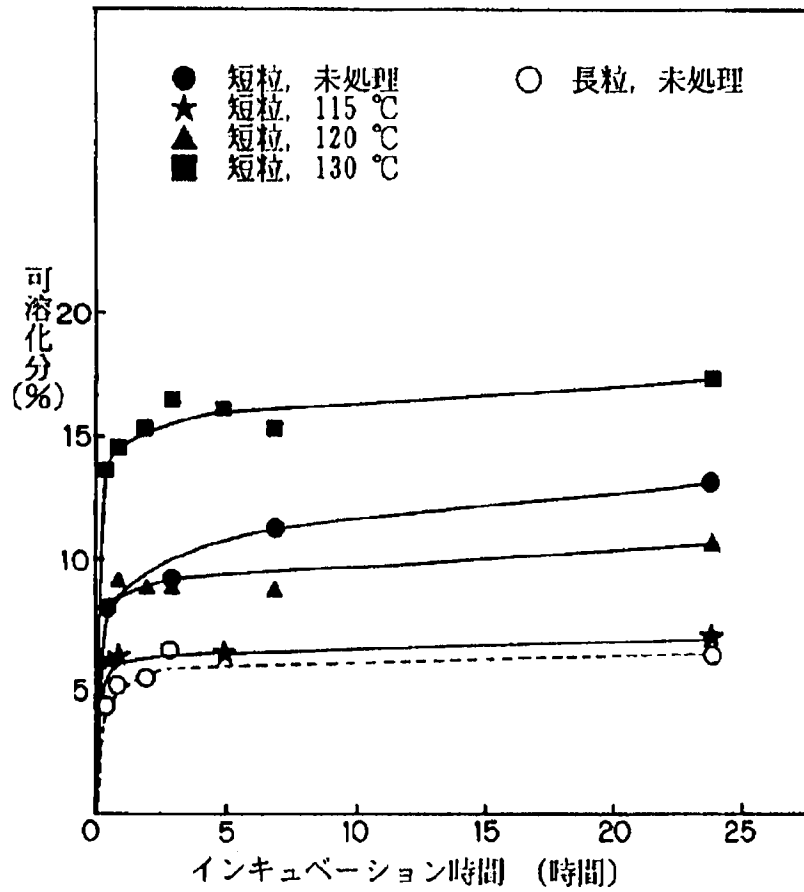 ● 短粒, 未処理
○ 長粒, 未処理
★ 短粒, 115 ℃
▲ 短粒, 120 ℃
■ 短粒, 130 ℃
可溶化分
(%)
20
15
10
5
0 5 10 15 20 25
インキュベーション時間 (時間)